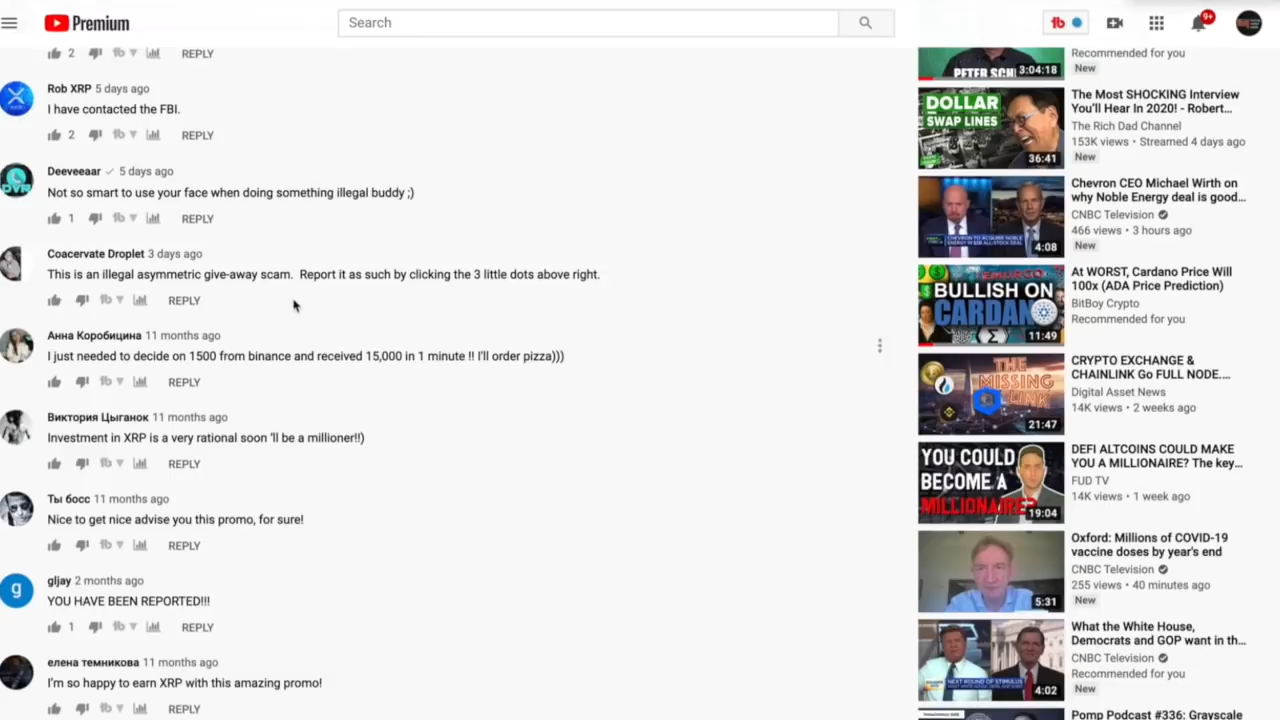 Premium
Search
9+
2 REPLY
Rob XRP 5 days ago
I have contacted the FBI.
2 REPLY
Deeveeaar 5 days ago
Not so smart to use your face when doing something illegal buddy ;)
1 REPLY
Coacervate Droplet 3 days ago
This is an illegal asymmetric give-away scam. Report it as such by clicking the 3 little dots above right.
REPLY
Анна Коробицина 11 months ago
I just needed to decide on 1500 from binance and received 15,000 in 1 minute !! I'll order pizza)))
REPLY
Виктория Цыганок 11 months ago
Investment in XRP is a very rational soon 'll be a millioner!!)
REPLY
Ты босс 11 months ago
Nice to get nice advise you this promo, for sure!
REPLY
g
gljay 2 months ago
YOU HAVE BEEN REPORTED!!!
1 REPLY
елена темникова 11 months ago
I'm so happy to earn XRP with this amazing promo!
REPLY
3:04:18
Recommended for you
New
DOLLAR
SWAP LINES
36:41
The Most SHOCKING Interview
You'll Hear In 2020! - Robert...
The Rich Dad Channel
153K views • Streamed 4 days ago
New
4:08
Chevron CEO Michael Wirth on
why Noble Energy deal is good...
CNBC Television
466 views • 3 hours ago
New
BULLISH ON
CARDAN
11:49
At WORST, Cardano Price Will
100x (ADA Price Prediction)
BitBoy Crypto
Recommended for you
THE
MISSING
LINK
21:47
CRYPTO EXCHANGE &
CHAINLINK Go FULL NODE....
Digital Asset News
14K views • 2 weeks ago
YOU COULD
BECOME A
MILLIONAIRE?
19:04
DEFI ALTCOINS COULD MAKE
YOU A MILLIONAIRE? The key...
FUD TV
14K views • 1 week ago
5:31
Oxford: Millions of COVID-19
vaccine doses by year's end
CNBC Television
255 views • 40 minutes ago
New
NEXT ROUND OF STIMULUS
4:02
What the White House,
Democrats and GOP want in th...
CNBC Television
Recommended for you
New
Pomp Podcast #336: Grayscale